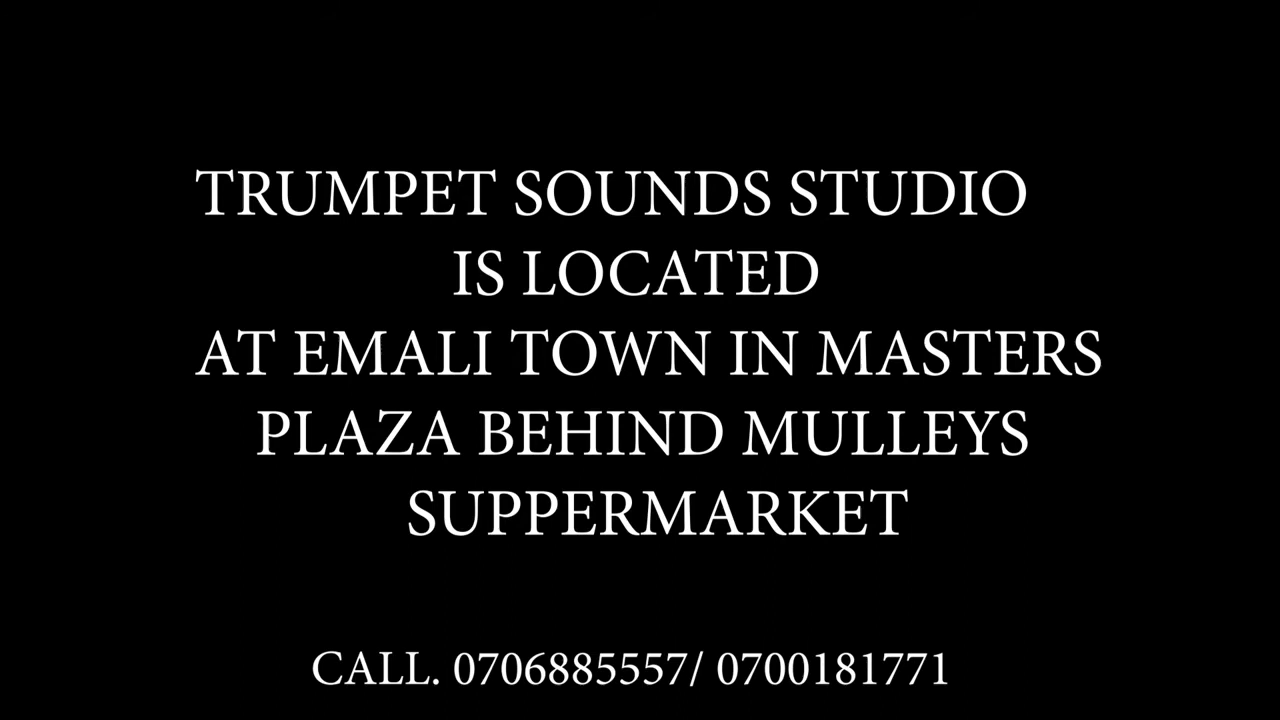 TRUMPET SOUNDS STUDIO
IS LOCATED
AT EMALI TOWN IN MASTERS
PLAZA BEHIND MULLEYS
SUPPERMARKET
CALL. 0706885557/ 0700181771